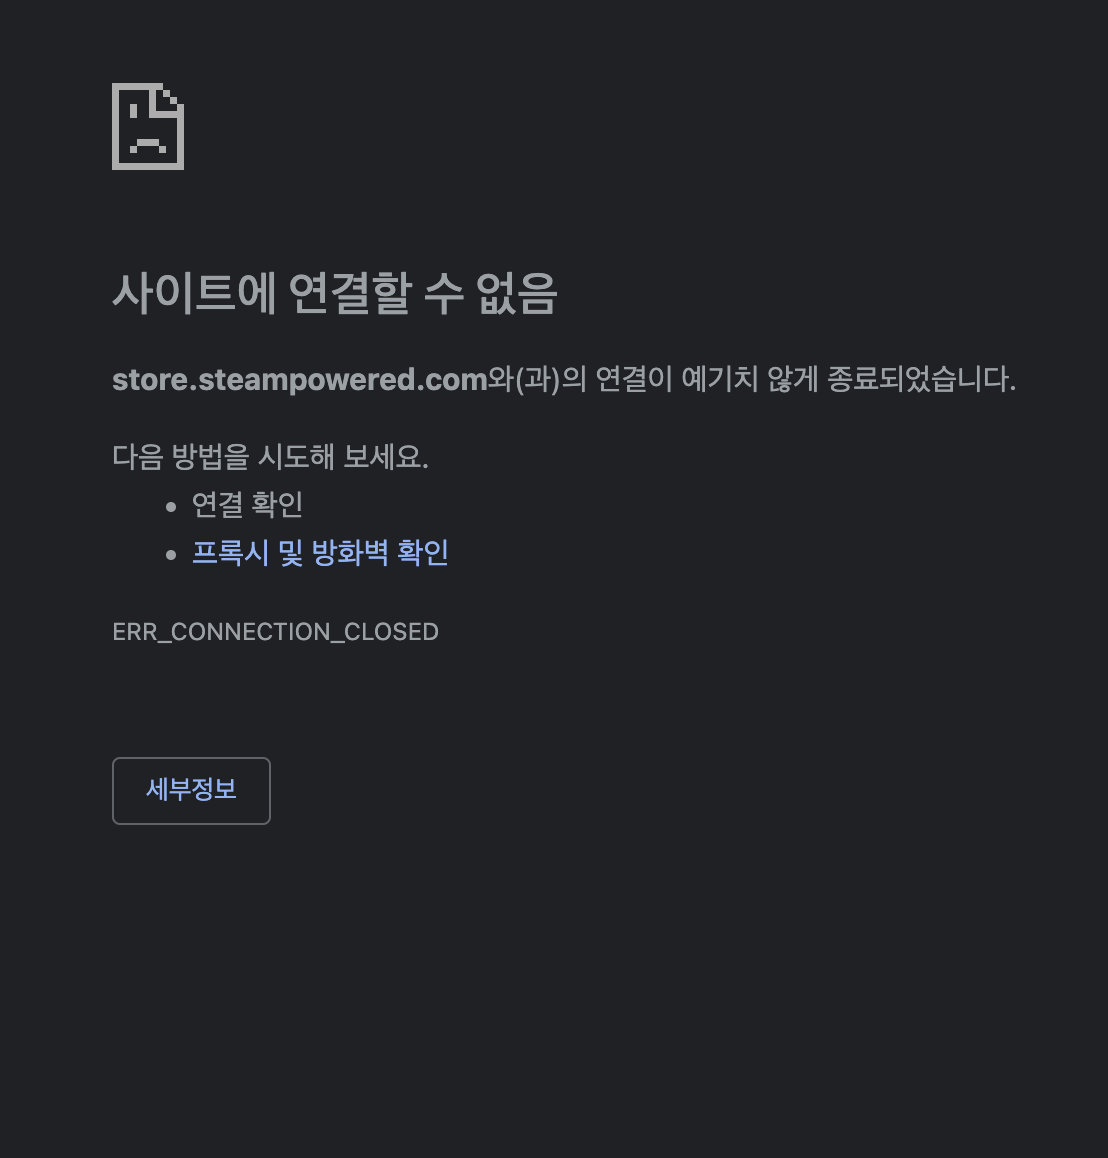 사이트에 연결할 수 없음
store.steampowered.com와(과)의 연결이 예기치 않게 종료되었습니다.
다음 방법을 시도해 보세요.
• 연결 확인
• 프록시 및 방화벽 확인
ERR_CONNECTION_CLOSED
세부정보